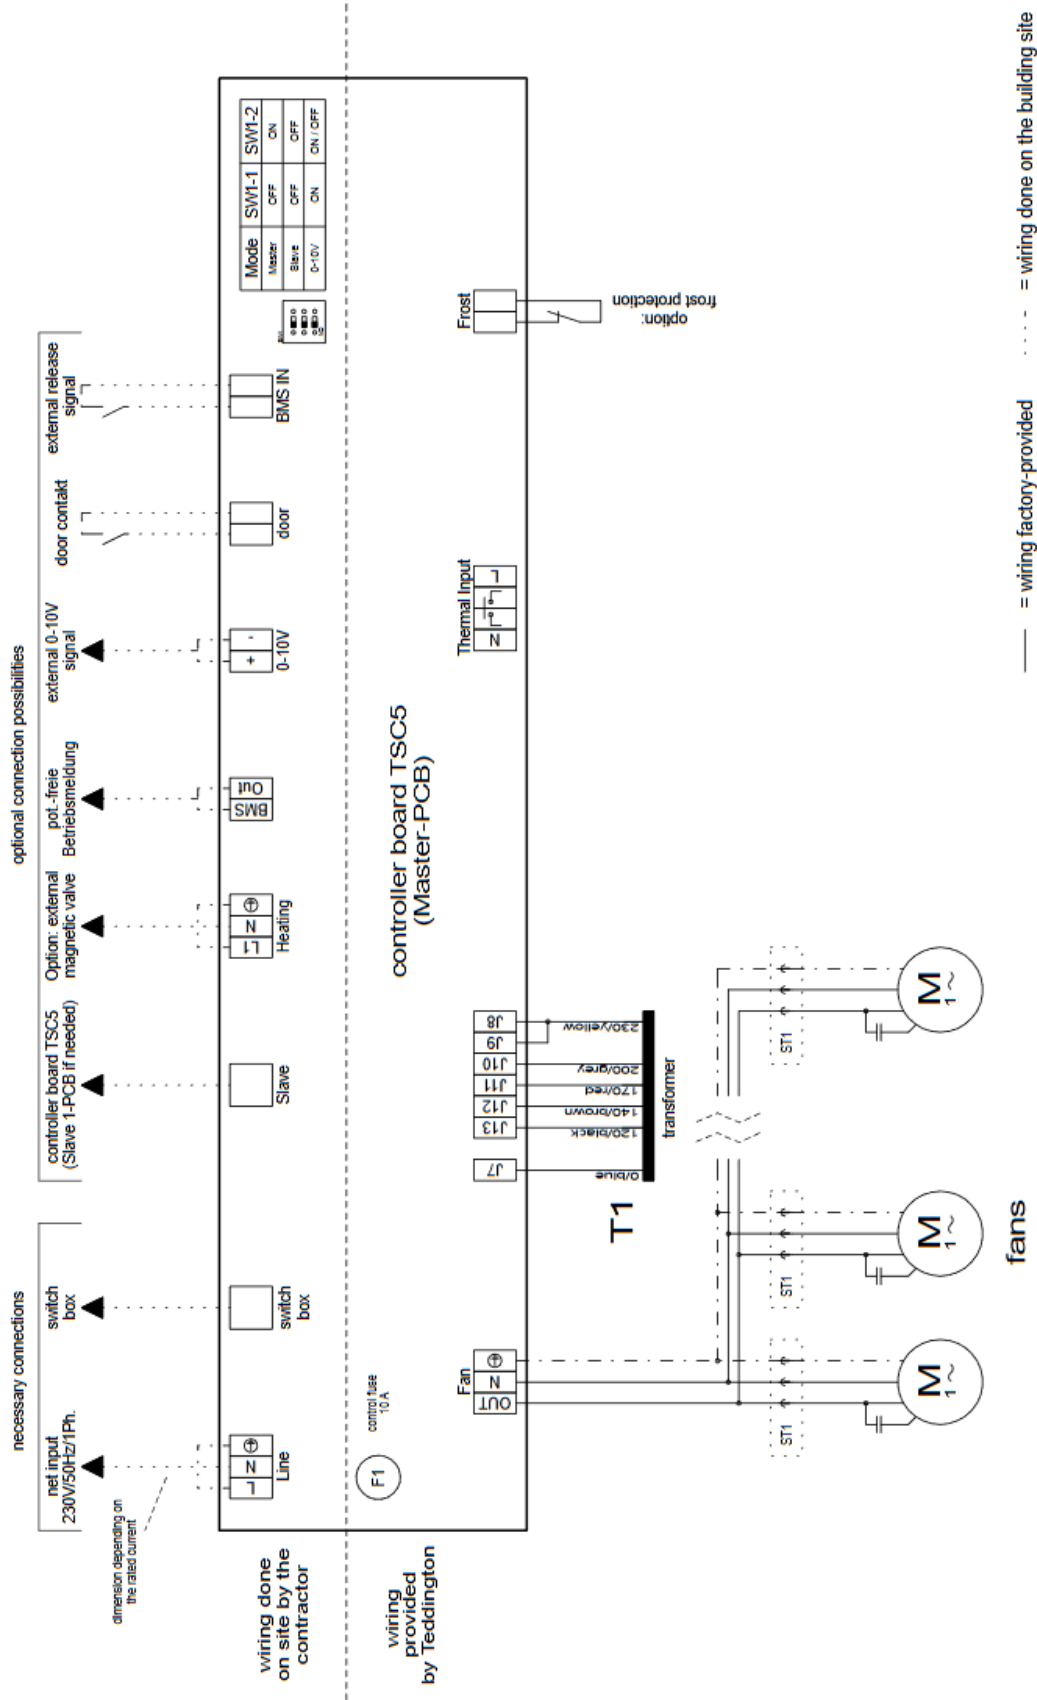 necessary connections
optional connection possibilities
net input
230V/50Hz/1Ph.
switch
box
controller board TSC5
(Slave 1-PCB if needed)
Option: external
magnetic valve
pot.-freie
Betriebsmeldung
external 0-10V
signal
door contakt
external release
signal
dimension depending on
the rated current
L N
Line
switch
box
Slave
L1 N
Heating
BMS Out
+ -
0-10V
door
BMS IN
Mode SW1-1 SW1-2
Master OFF ON
Slave OFF OFF
0-10V ON ON / OFF
wiring done
on site by the
contractor
wiring
provided
by Teddington
F1
control fuse
10 A
controller board TSC5
(Master-PCB)
Fan
OUT N
J7 J13 J12 J11 J10 J9 J8
Thermal Input
N L
Frost
0/blue
120/black
140/brown
170/red
200/grey
230/yellow
T1
transformer
option:
frost protection
ST1
ST1
ST1
M
1~
M
1~
M
1~
fans
= wiring factory-provided
= wiring done on the building site